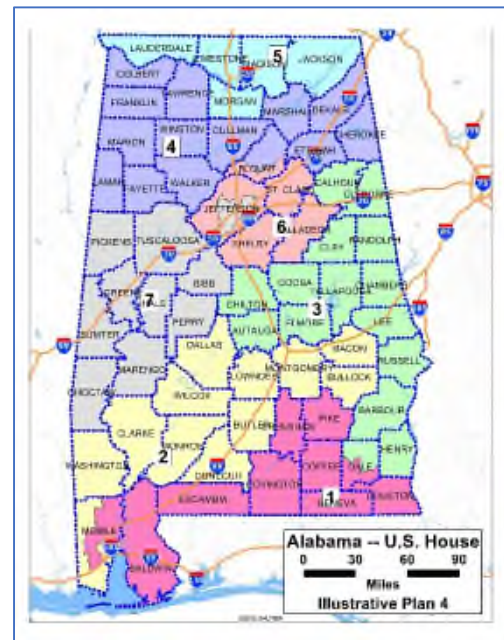 LAUDERDALE
LIMESTONE
MADISON
JACKSON
5
COLBERT
LAWRENCE
FRANKLIN
MORGAN
MARSHALL
DEKALB
CHEROKEE
MARION
WINSTON
CULLMAN
ETOWAH
4
BLOUNT
LAMAR
FAYETTE
WALKER
ST. CLAIR
CALHOUN
CLEBURNE
JEFFERSON
6
TALLADEGA
PICKENS
TUSCALOOSA
SHELBY
CLAY
RANDOLPH
GREENE
HALE
7
BIBB
COOSA
TALLAPOOSA
CHAMBERS
CHILTON
3
SUMTER
PERRY
AUTAUGA
ELMORE
LEE
DALLAS
MACON
MARENGO
LOWNDES
MONTGOMERY
RUSSELL
BULLOCK
CHOCTAW
WILCOX
BARBOUR
CLARKE
BUTLER
CRENSHAW
PIKE
MONROE
HENRY
WASHINGTON
2
CONECUH
COFFEE
DALE
COVINGTON
1
ESCAMBIA
GENEVA
HOUSTON
MOBILE
BALDWIN
Alabama -- U.S. House
0 30 60 90
Miles
Illustrative Plan 4